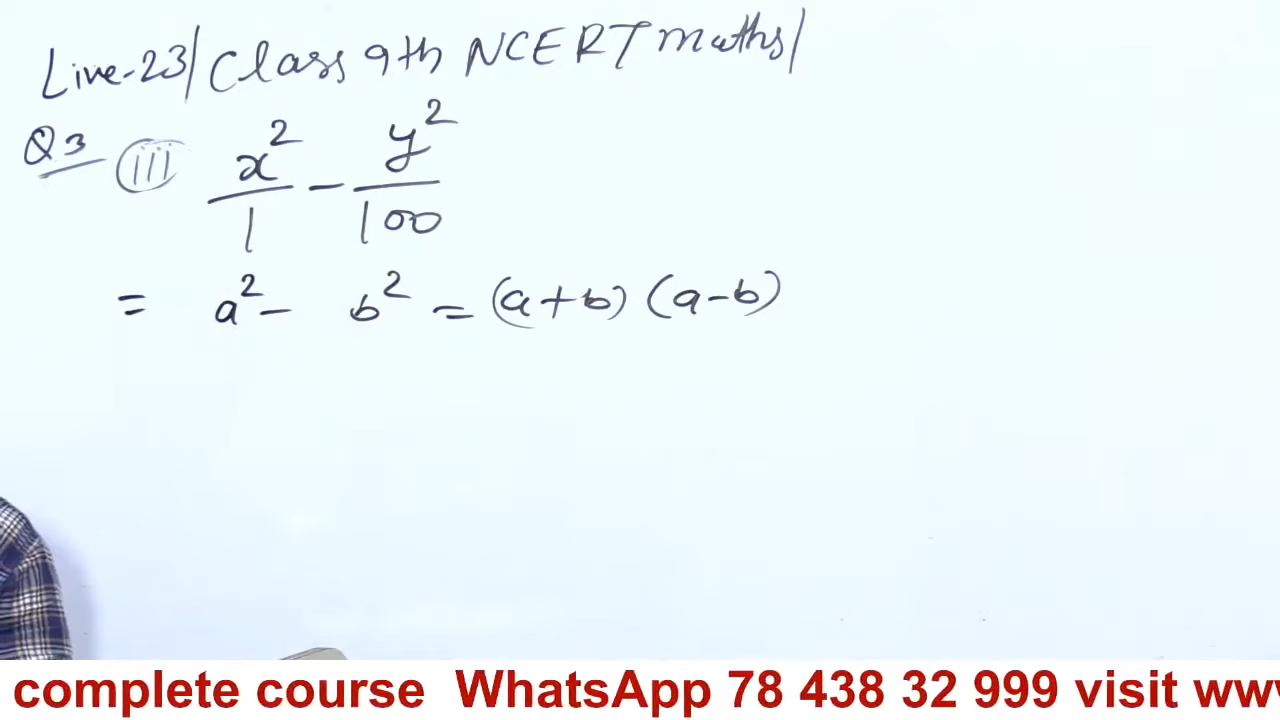 Live-23/Class 9th NCERT maths/
Q3 (iii) x²/1 - y²/100
= a² - b² = (a+b) (a-b)
complete course WhatsApp 78 438 32 999 visit www